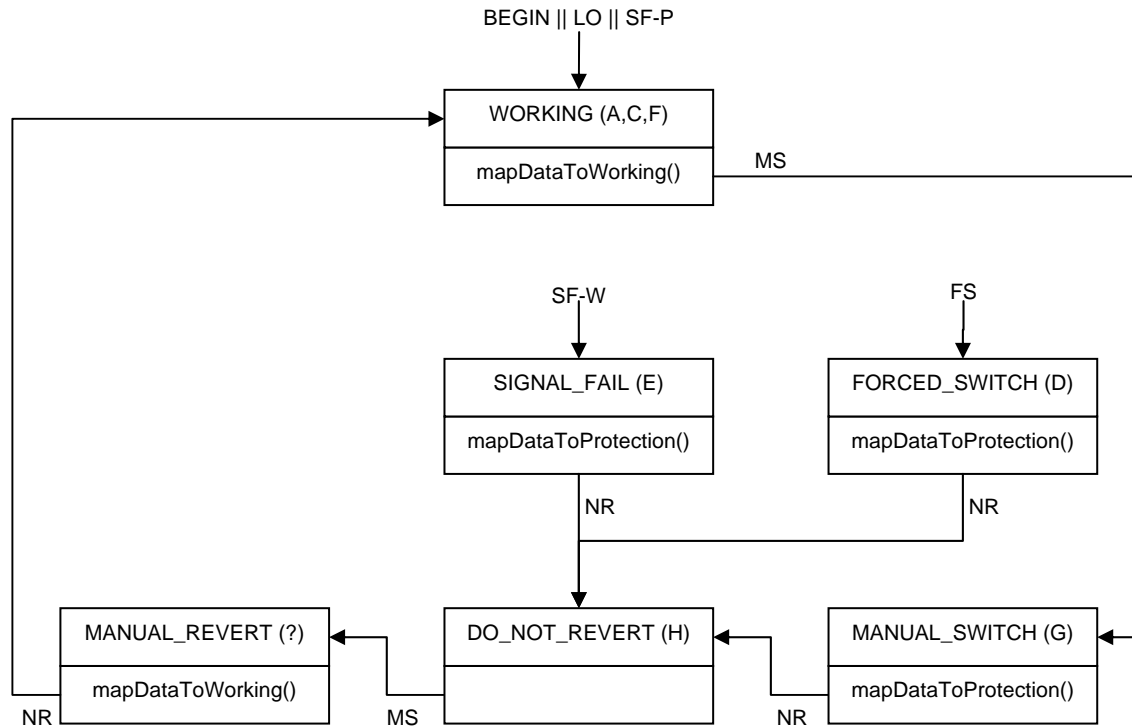 BEGIN || LO || SF-P
WORKING (A,C,F)
mapDataToWorking()
MS
SF-W
FS
SIGNAL_FAIL (E)
FORCED_SWITCH (D)
mapDataToProtection()
mapDataToProtection()
NR
NR
MANUAL_REVERT (?)
DO_NOT_REVERT (H)
MANUAL_SWITCH (G)
mapDataToWorking()
mapDataToProtection()
NR
MS
NR